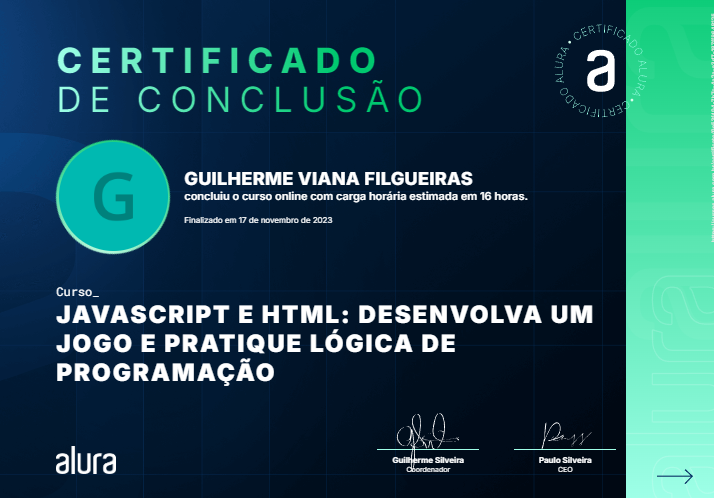 CERTIFICADO
DE CONCLUSÃO
CERTIFICADO ALURA • CERTIFICADO ALURA •
a
G
GUILHERME VIANA FILGUEIRAS
concluiu o curso online com carga horária estimada em 16 horas.
Finalizado em 17 de novembro de 2023
Curso_
JAVASCRIPT E HTML: DESENVOLVA UM
JOGO E PRATIQUE LÓGICA DE
PROGRAMAÇÃO
alura
Guilherme Silveira
Coordenador
Paulo Silveira
CEO
alura